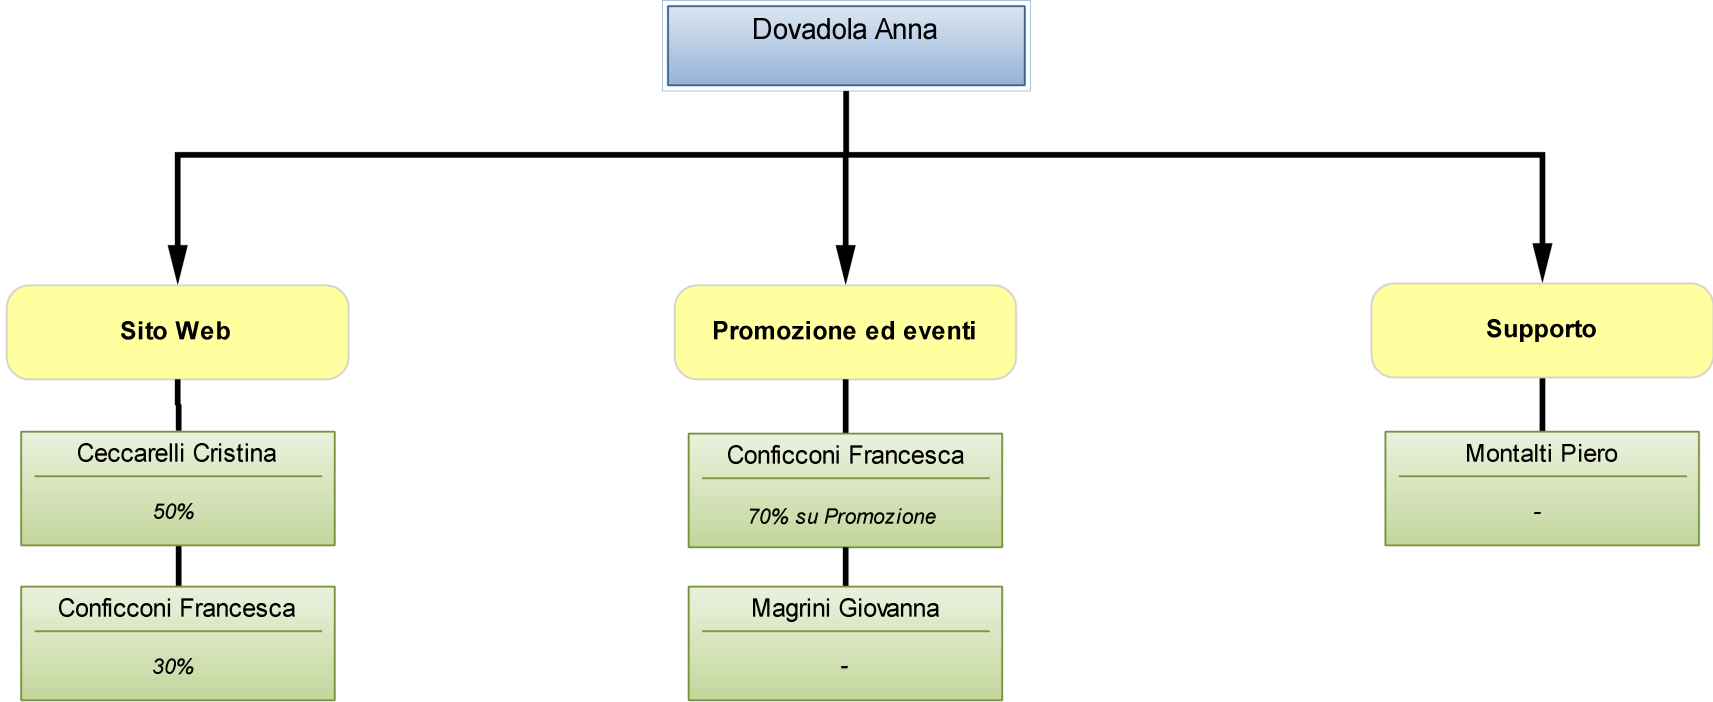 Dovadola Anna
Sito Web
Promozione ed eventi
Supporto
Ceccarelli Cristina
50%
Conficconi Francesca
70% su Promozione
Montalti Piero
-
Conficconi Francesca
30%
Magrini Giovanna
-